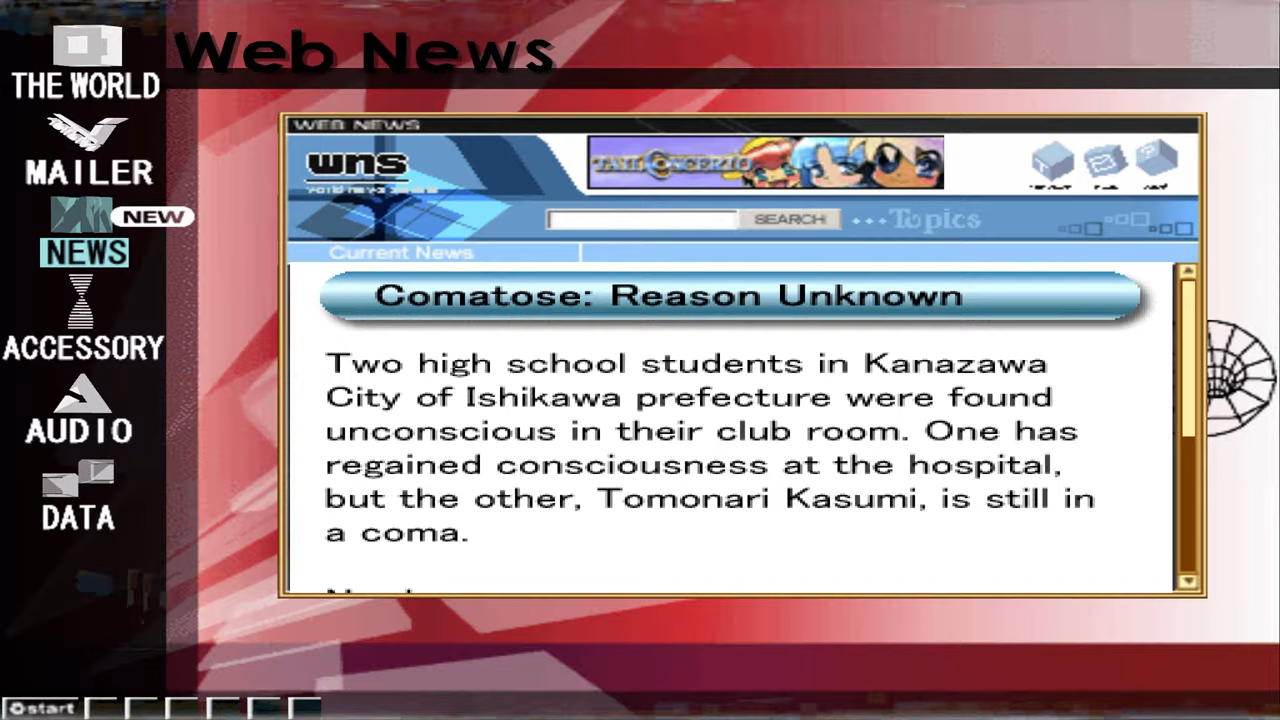 Web News
THE WORLD
MAILER
NEW
NEWS
ACCESSORY
AUDIO
DATA
WEB NEWS
wns
TAIL CONCERTO
SEARCH
...Topics
Current News
Comatose: Reason Unknown
Two high school students in Kanazawa
City of Ishikawa prefecture were found
unconscious in their club room. One has
regained consciousness at the hospital,
but the other, Tomonari Kasumi, is still in
a coma.
start